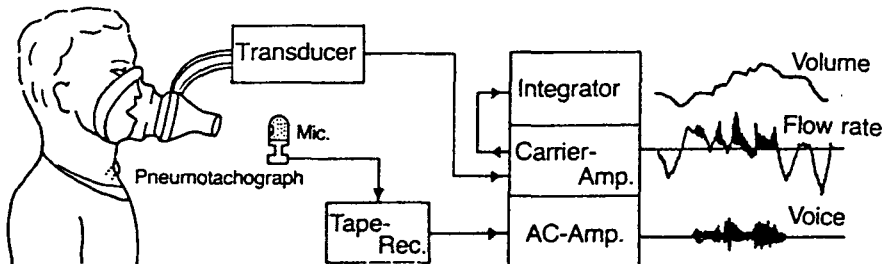 Transducer
Integrator
Volume
Flow rate
Mic.
Carrier-
Amp.
Pneumotachograph
Tape-
Rec.
AC-Amp.
Voice